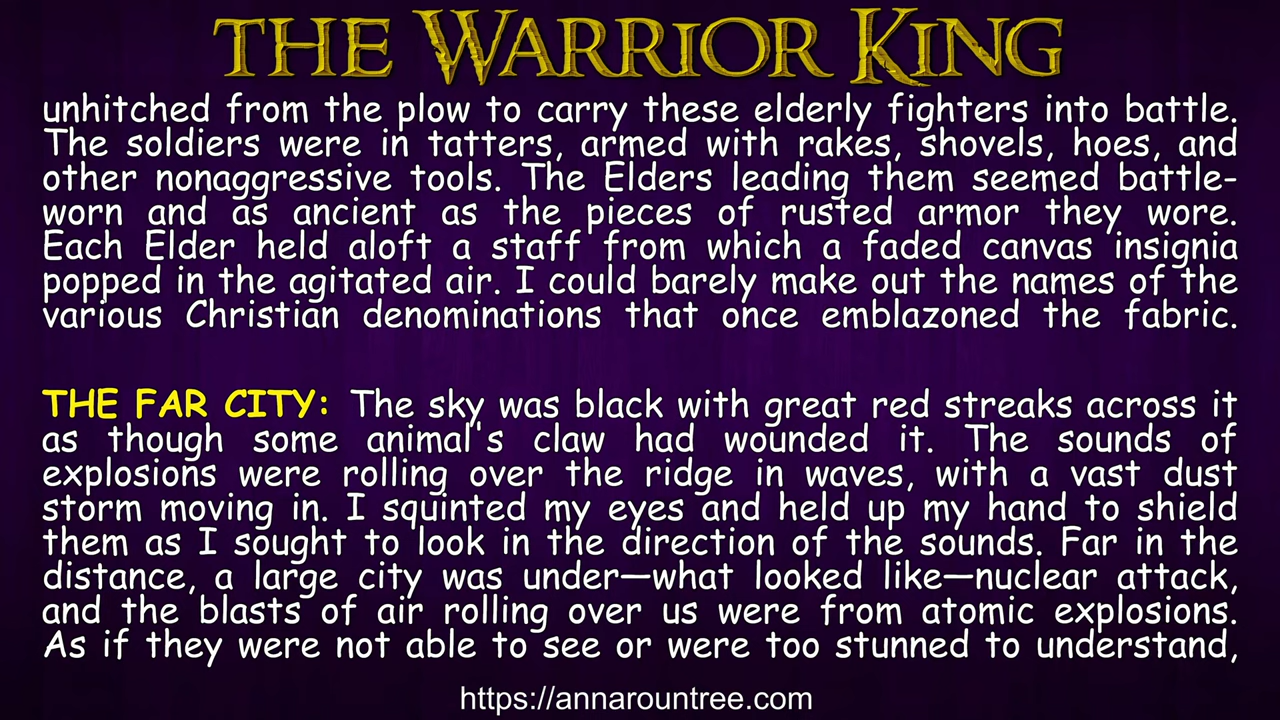 THE WARRIOR KING
unhitched from the plow to carry these elderly fighters into battle.
The soldiers were in tatters, armed with rakes, shovels, hoes, and
other nonaggressive tools. The Elders leading them seemed battle-
worn and as ancient as the pieces of rusted armor they wore.
Each Elder held aloft a staff from which a faded canvas insignia
popped in the agitated air. I could barely make out the names of the
various Christian denominations that once emblazoned the fabric.
THE FAR CITY: The sky was black with great red streaks across it
as though some animal's claw had wounded it. The sounds of
explosions were rolling over the ridge in waves, with a vast dust
storm moving in. I squinted my eyes and held up my hand to shield
them as I sought to look in the direction of the sounds. Far in the
distance, a large city was under—what looked like—nuclear attack,
and the blasts of air rolling over us were from atomic explosions.
As if they were not able to see or were too stunned to understand,
https://annarountree.com